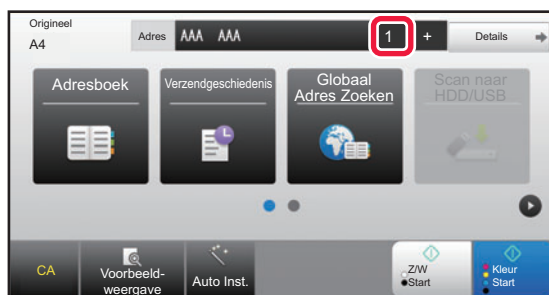 Origineel
A4
Adres AAA AAA 1 + Details
Adresboek
Verzendgeschiedenis
Globaal
Adres Zoeken
Scan naar
HDD/USB
CA
Voorbeeld-
weergave
Auto Inst.
Z/W
Start
Kleur
Start